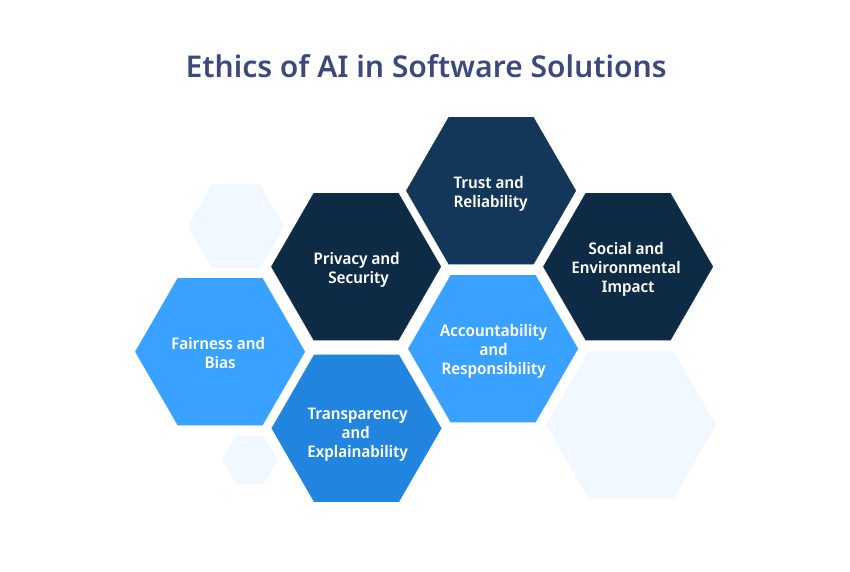 Ethics of AI in Software Solutions
Trust and
Reliability
Privacy and
Security
Social and
Environmental
Impact
Fairness and
Bias
Accountability
and
Responsibility
Transparency
and
Explainability